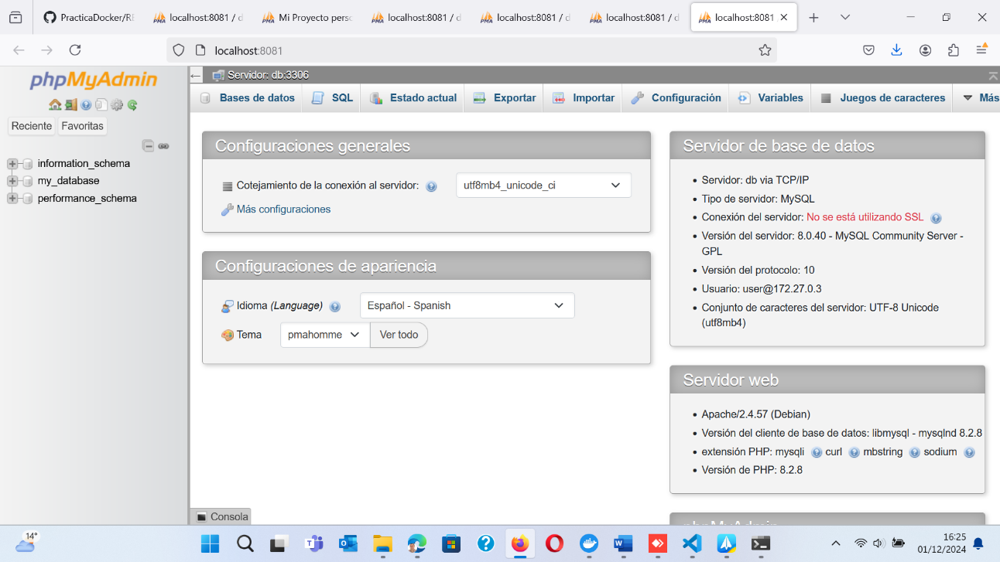 PracticaDocker/RE
localhost:8081 / d
Mi Proyecto perso
localhost:8081 / d
localhost:8081 / d
localhost:8081 / d
localhost:8081
localhost:8081
phpMyAdmin
Servidor: db:3306
Bases de datos SQL Estado actual Exportar Importar Configuración Variables Juegos de caracteres Más
Reciente Favoritas
information_schema
my_database
performance_schema
Configuraciones generales
Cotejamiento de la conexión al servidor: utf8mb4_unicode_ci
Más configuraciones
Configuraciones de apariencia
Idioma (Language) Español - Spanish
Tema pmahomme Ver todo
Servidor de base de datos
• Servidor: db via TCP/IP
• Tipo de servidor: MySQL
• Conexión del servidor: No se está utilizando SSL
• Versión del servidor: 8.0.40 - MySQL Community Server -
GPL
• Versión del protocolo: 10
• Usuario: user@172.27.0.3
• Conjunto de caracteres del servidor: UTF-8 Unicode
(utf8mb4)
Servidor web
• Apache/2.4.57 (Debian)
• Versión del cliente de base de datos: libmysql - mysqlnd 8.2.8
• extensión PHP: mysqli curl mbstring sodium
• Versión de PHP: 8.2.8
phpMyAdmin
Consola
14°
16:25
01/12/2024